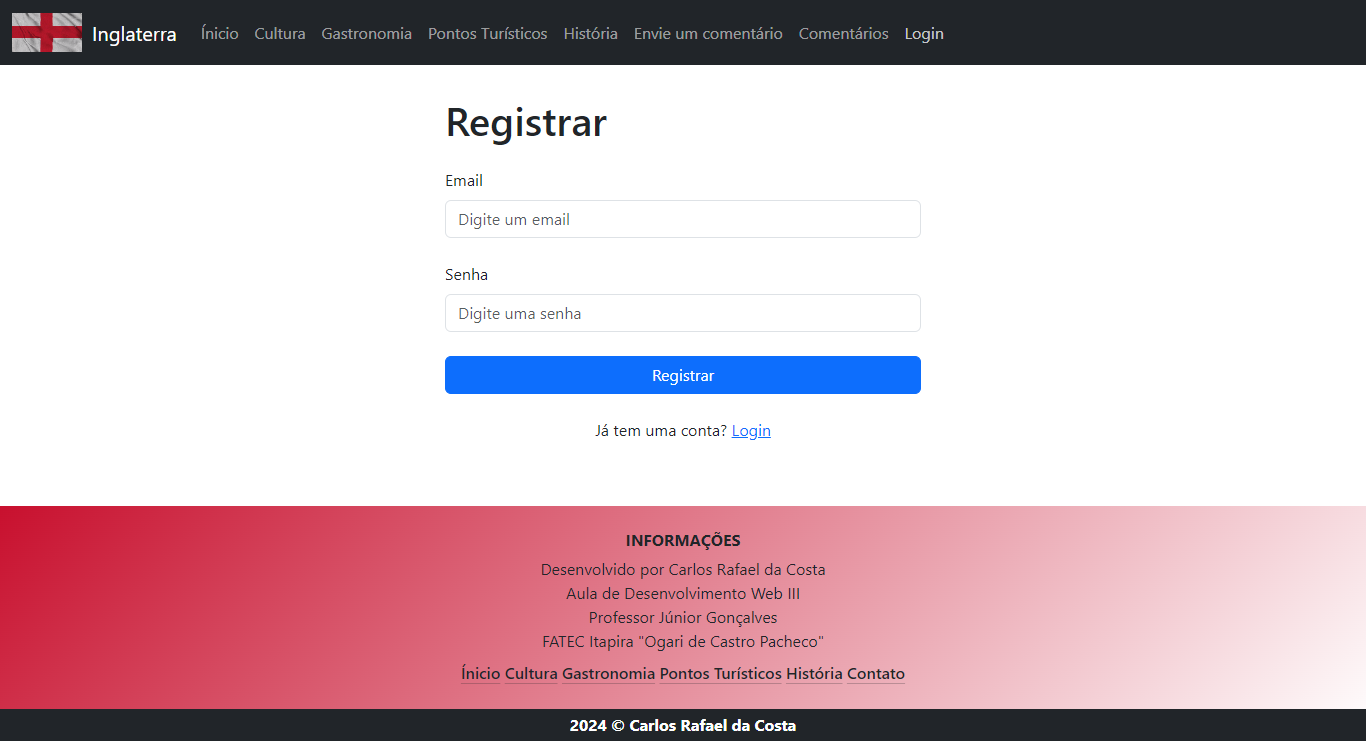 Inglaterra Ínicio Cultura Gastronomia Pontos Turísticos História Envie um comentário Comentários Login
Registrar
Email
Digite um email
Senha
Digite uma senha
Registrar
Já tem uma conta? Login
INFORMAÇÕES
Desenvolvido por Carlos Rafael da Costa
Aula de Desenvolvimento Web III
Professor Júnior Gonçalves
FATEC Itapira "Ogari de Castro Pacheco"
Ínicio Cultura Gastronomia Pontos Turísticos História Contato
2024 © Carlos Rafael da Costa